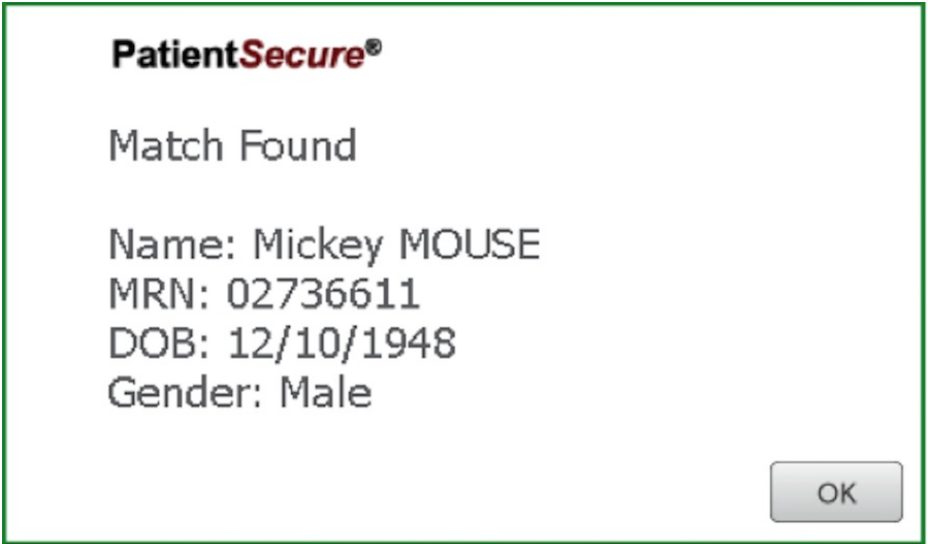 PatientSecure®
Match Found
Name: Mickey MOUSE
MRN: 02736611
DOB: 12/10/1948
Gender: Male
OK